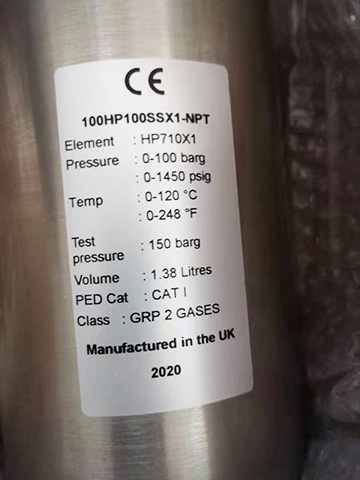 CE
100HP100SSX1-NPT
Element : HP710X1
Pressure : 0-100 barg
: 0-1450 psig
Temp : 0-120 °C
: 0-248 °F
Test
pressure : 150 barg
Volume : 1.38 Litres
PED Cat : CAT I
Class : GRP 2 GASES
Manufactured in the UK
2020